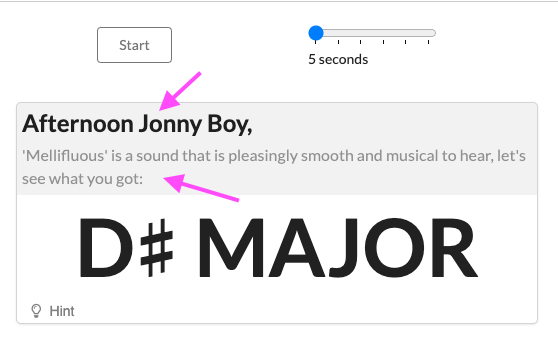 Start
5 seconds
Afternoon Jonny Boy,
'Mellifluous' is a sound that is pleasingly smooth and musical to hear, let's
see what you got:
D♯ MAJOR
Hint